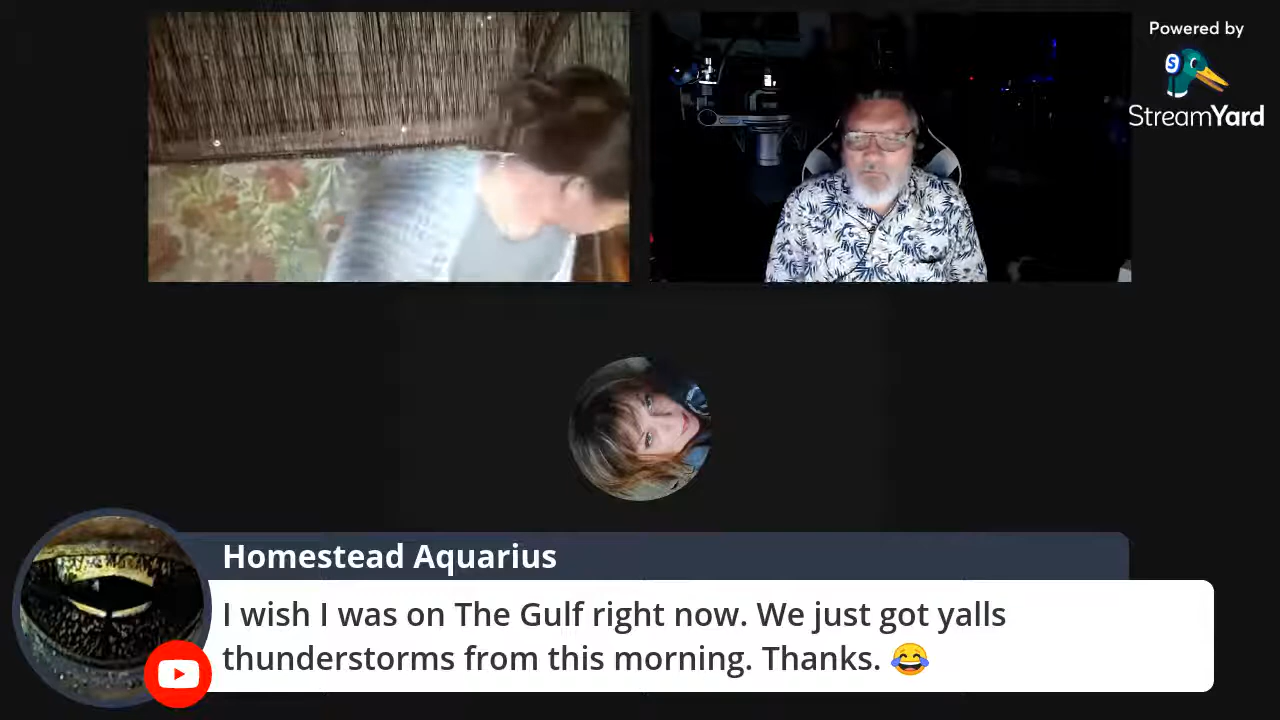 Powered by
StreamYard
Homestead Aquarius
I wish I was on The Gulf right now. We just got yalls
thunderstorms from this morning. Thanks. 😂